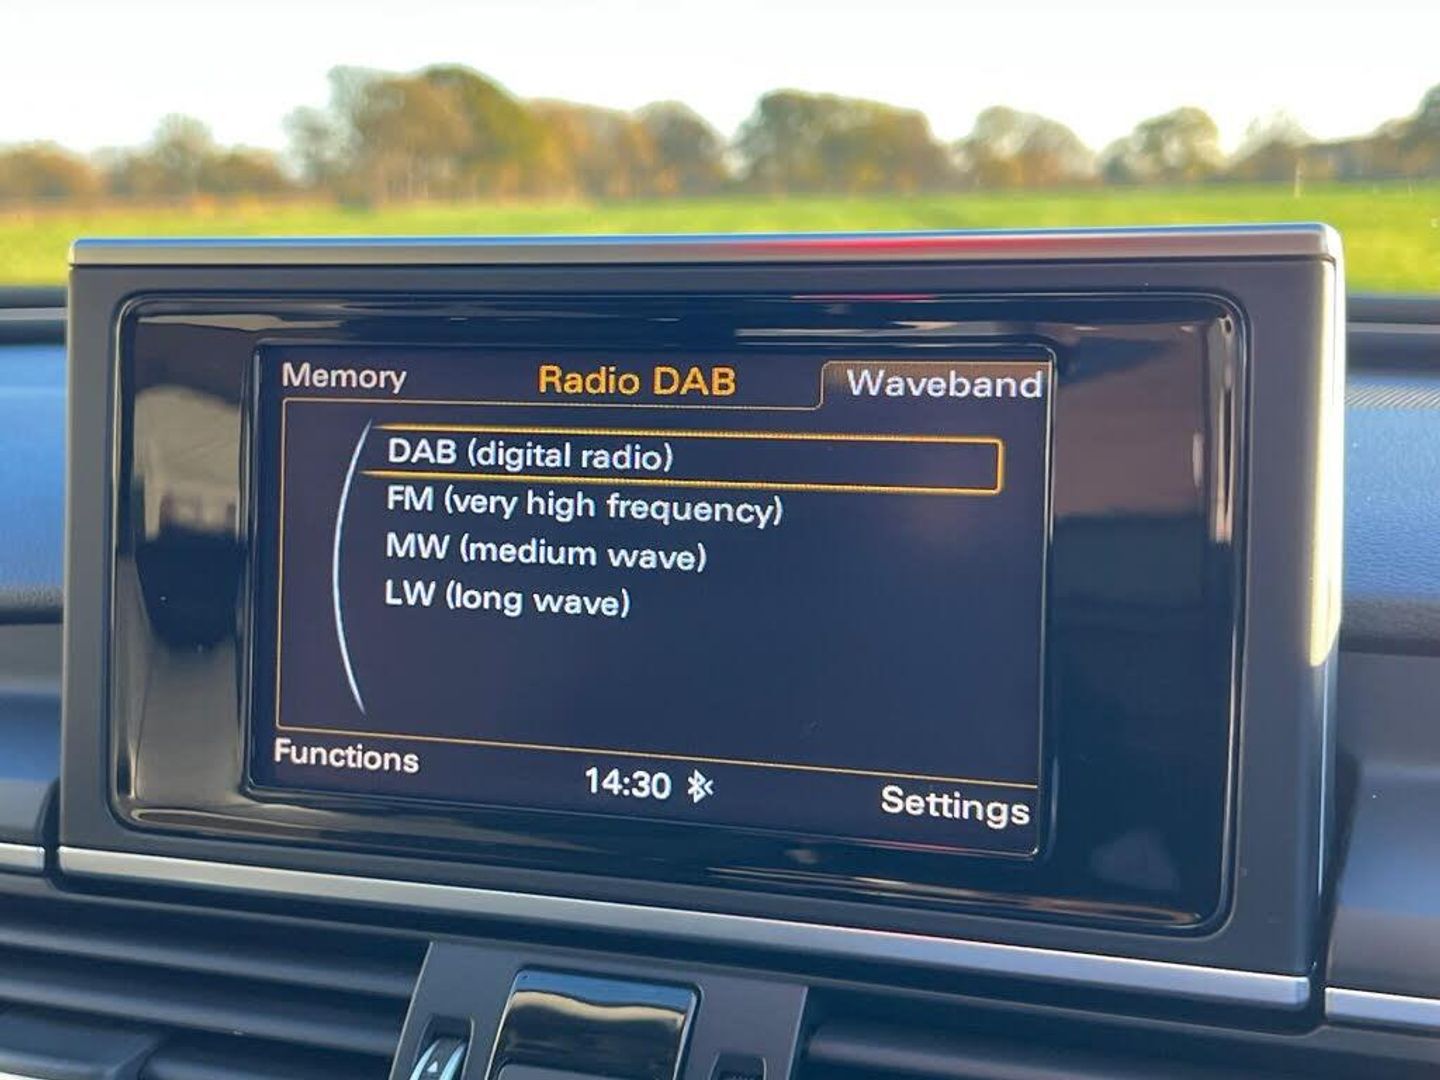 Memory
Radio DAB
Waveband
DAB (digital radio)
FM (very high frequency)
MW (medium wave)
LW (long wave)
Functions
14:30
Settings